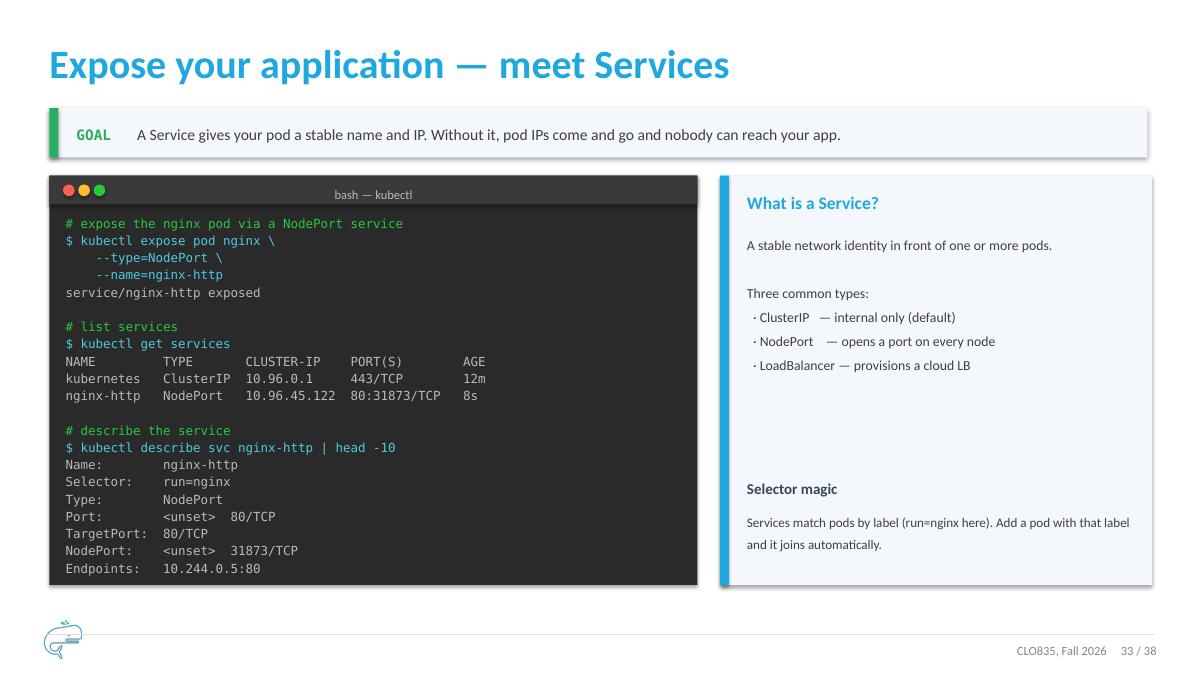 Expose your application — meet Services
GOAL A Service gives your pod a stable name and IP. Without it, pod IPs come and go and nobody can reach your app.
bash — kubectl
# expose the nginx pod via a NodePort service
$ kubectl expose pod nginx \
    --type=NodePort \
    --name=nginx-http
service/nginx-http exposed
# list services
$ kubectl get services
NAME         TYPE       CLUSTER-IP    PORT(S)        AGE
kubernetes   ClusterIP  10.96.0.1     443/TCP        12m
nginx-http   NodePort   10.96.45.122  80:31873/TCP   8s
# describe the service
$ kubectl describe svc nginx-http | head -10
Name:        nginx-http
Selector:    run=nginx
Type:        NodePort
Port:        <unset>  80/TCP
TargetPort:  80/TCP
NodePort:    <unset>  31873/TCP
Endpoints:   10.244.0.5:80
What is a Service?
A stable network identity in front of one or more pods.
Three common types:
· ClusterIP — internal only (default)
· NodePort — opens a port on every node
· LoadBalancer — provisions a cloud LB
Selector magic
Services match pods by label (run=nginx here). Add a pod with that label
and it joins automatically.
CLO835, Fall 2026 33 / 38